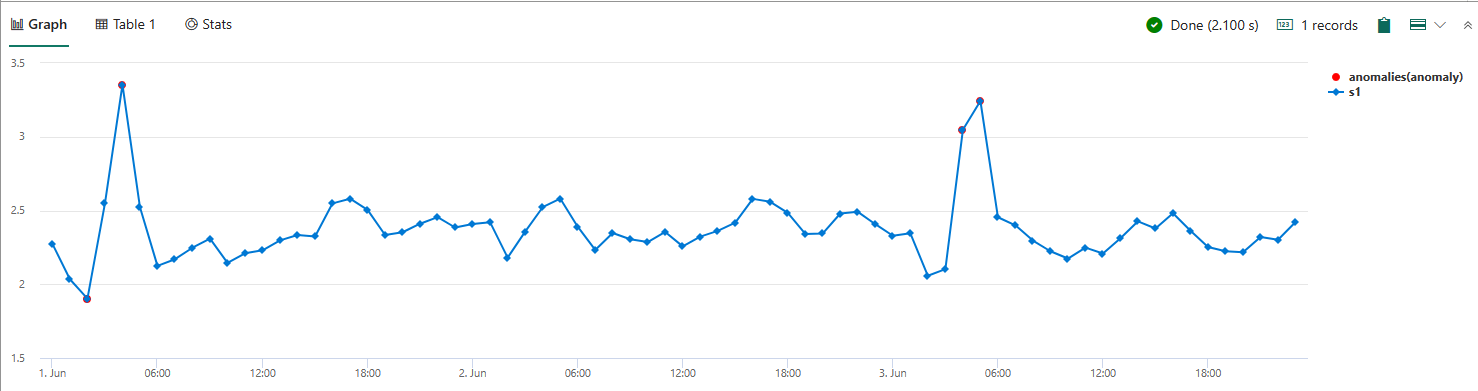 Graph Table 1 Stats Done (2.100 s) 123 1 records
3.5
3
2.5
2
1.5
1. Jun 06:00 12:00 18:00 2. Jun 06:00 12:00 18:00 3. Jun 06:00 12:00 18:00
anomalies(anomaly)
s1